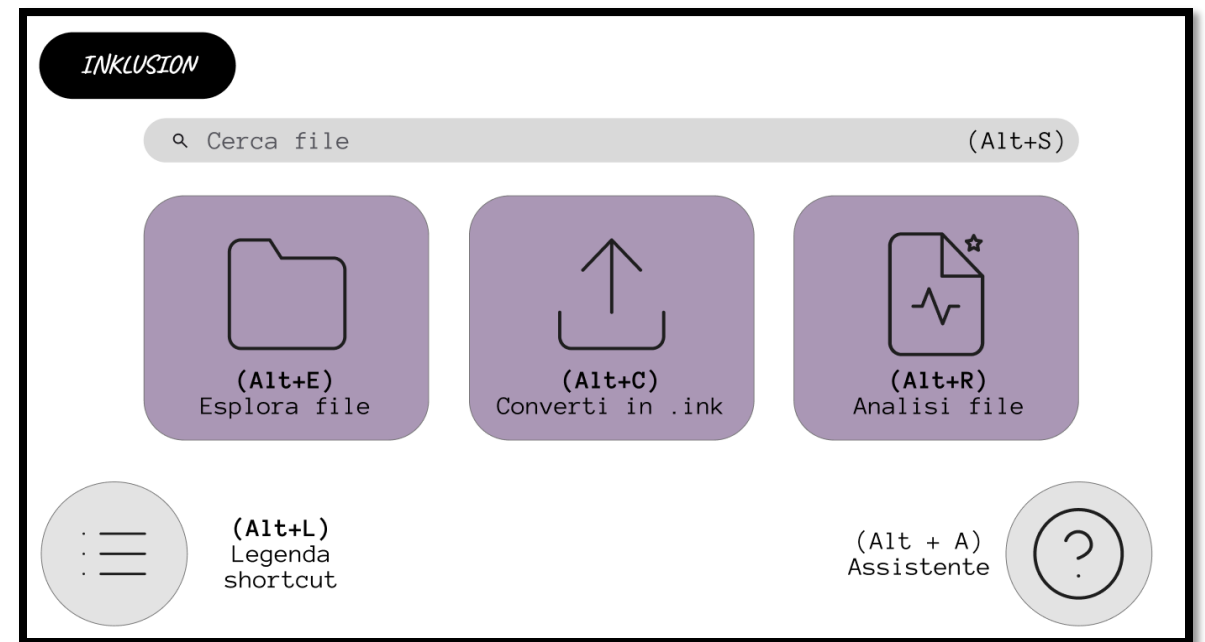 INKLUSION
Cerca file (Alt+S)
(Alt+E)
Esplora file
(Alt+C)
Converti in .ink
(Alt+R)
Analisi file
(Alt+L)
Legenda
shortcut
(Alt + A)
Assistente